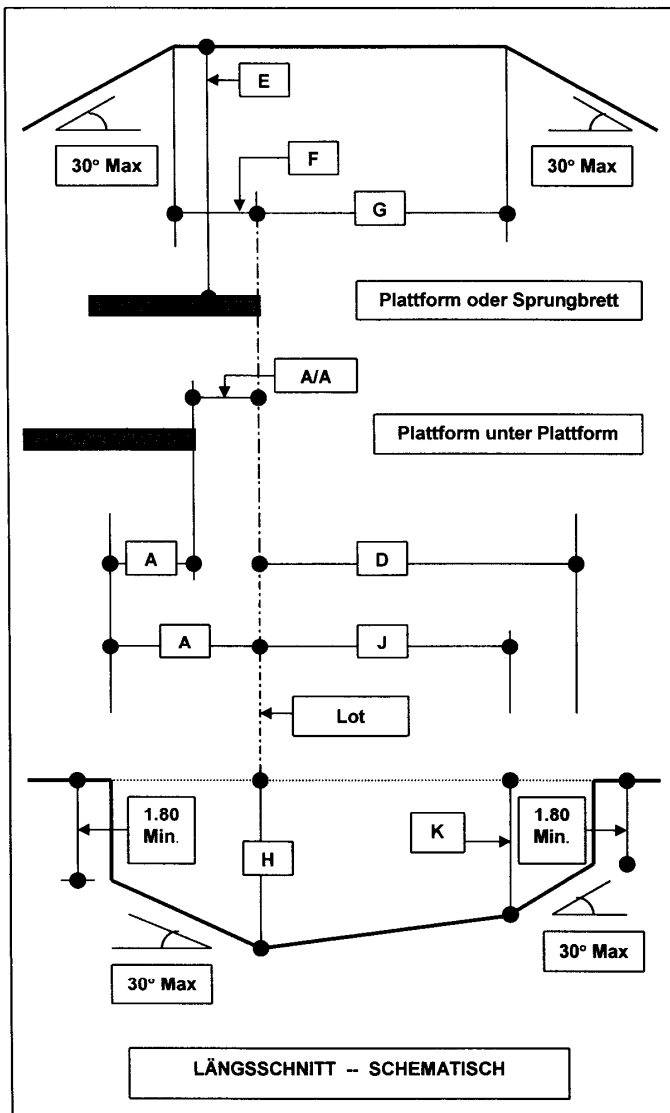 E
30° Max
30° Max
F
G
Plattform oder Sprungbrett
A/A
Plattform unter Plattform
A
D
A
J
Lot
1.80
Min.
K
1.80
Min.
H
30° Max
30° Max
LÄNGSSCHNITT -- SCHEMATISCH